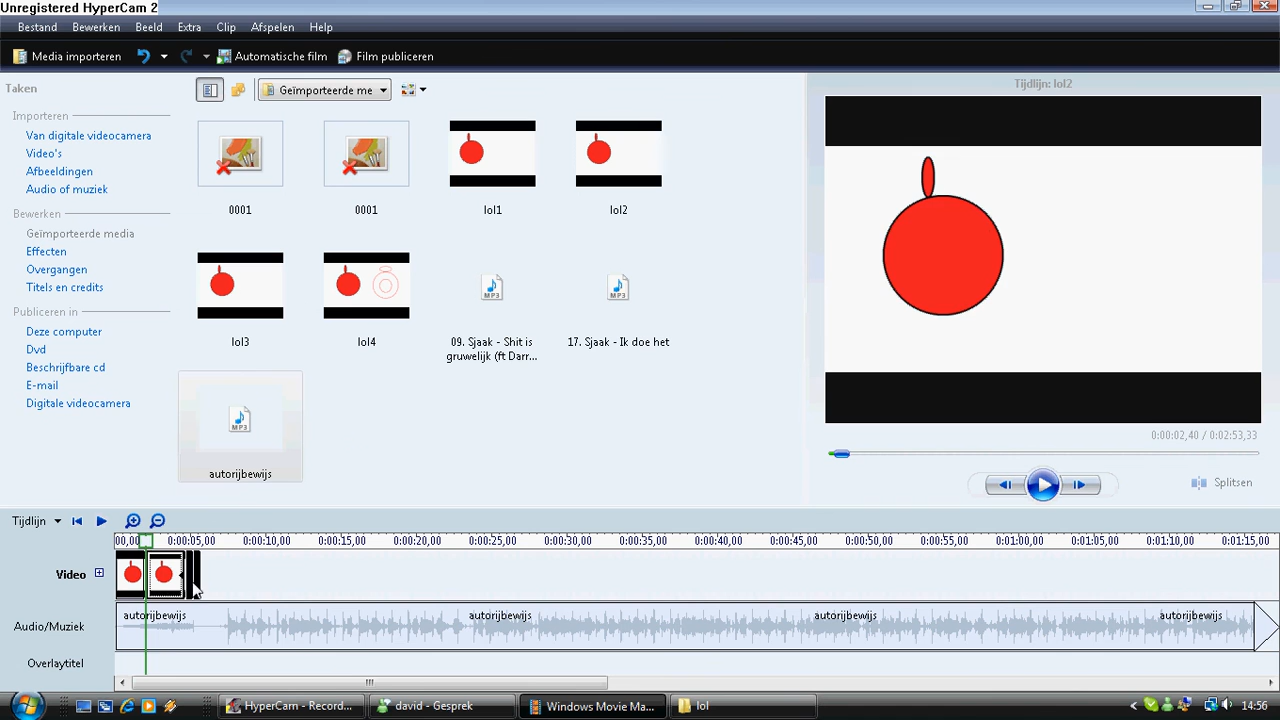 Unregistered HyperCam 2
Bestand Bewerken Beeld Extra Clip Afspelen Help
Media importeren Automatische film Film publiceren
Taken
Geïmporteerde me
Tijdlijn: lol2
Importeren
Van digitale videocamera
Video's
Afbeeldingen
Audio of muziek
0001 0001 lol1 lol2
Bewerken
Geïmporteerde media
Effecten
Overgangen
Titels en credits
Publiceren in
Deze computer
Dvd
Beschrijfbare cd
E-mail
Digitale videocamera
lol3 lol4
MP3 MP3
09. Sjaak - Shit is
gruwelijk (ft Darr...
17. Sjaak - Ik doe het
MP3
autorijbewijs
0:00:02,40 / 0:02:53,33
Splitsen
Tijdlijn
00,00 0:00:05,00 0:00:10,00 0:00:15,00 0:00:20,00 0:00:25,00 0:00:30,00 0:00:35,00 0:00:40,00 0:00:45,00 0:00:50,00 0:00:55,00 0:01:00,00 0:01:05,00 0:01:10,00 0:01:15,00
Video
autorijbewijs autorijbewijs autorijbewijs autorijbewijs
Audio/Muziek
Overlaytitel
HyperCam - Record... david - Gesprek Windows Movie Ma... lol 14:56